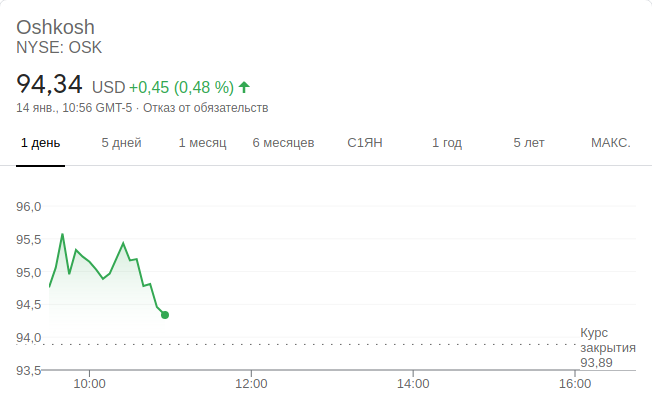 Oshkosh
NYSE: OSK
94,34 USD +0,45 (0,48 %)
14 янв., 10:56 GMT-5 · Отказ от обязательств
1 день 5 дней 1 месяц 6 месяцев С1ЯН 1 год 5 лет МАКС.
96,0
95,5
95,0
94,5
94,0
93,5
Курс
закрытия
93,89
10:00 12:00 14:00 16:00